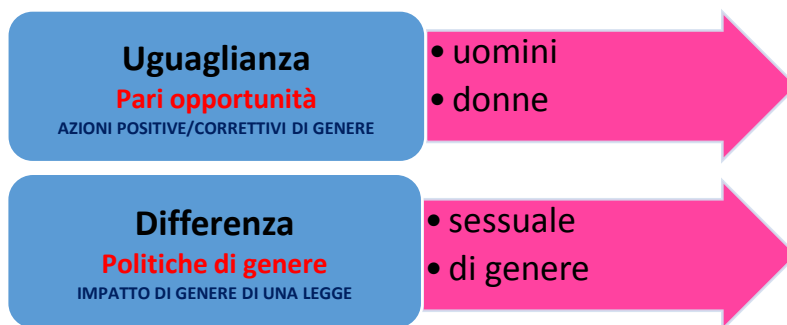 Uguaglianza
Pari opportunità
AZIONI POSITIVE/CORRETTIVI DI GENERE
• uomini
• donne
Differenza
Politiche di genere
IMPATTO DI GENERE DI UNA LEGGE
• sessuale
• di genere